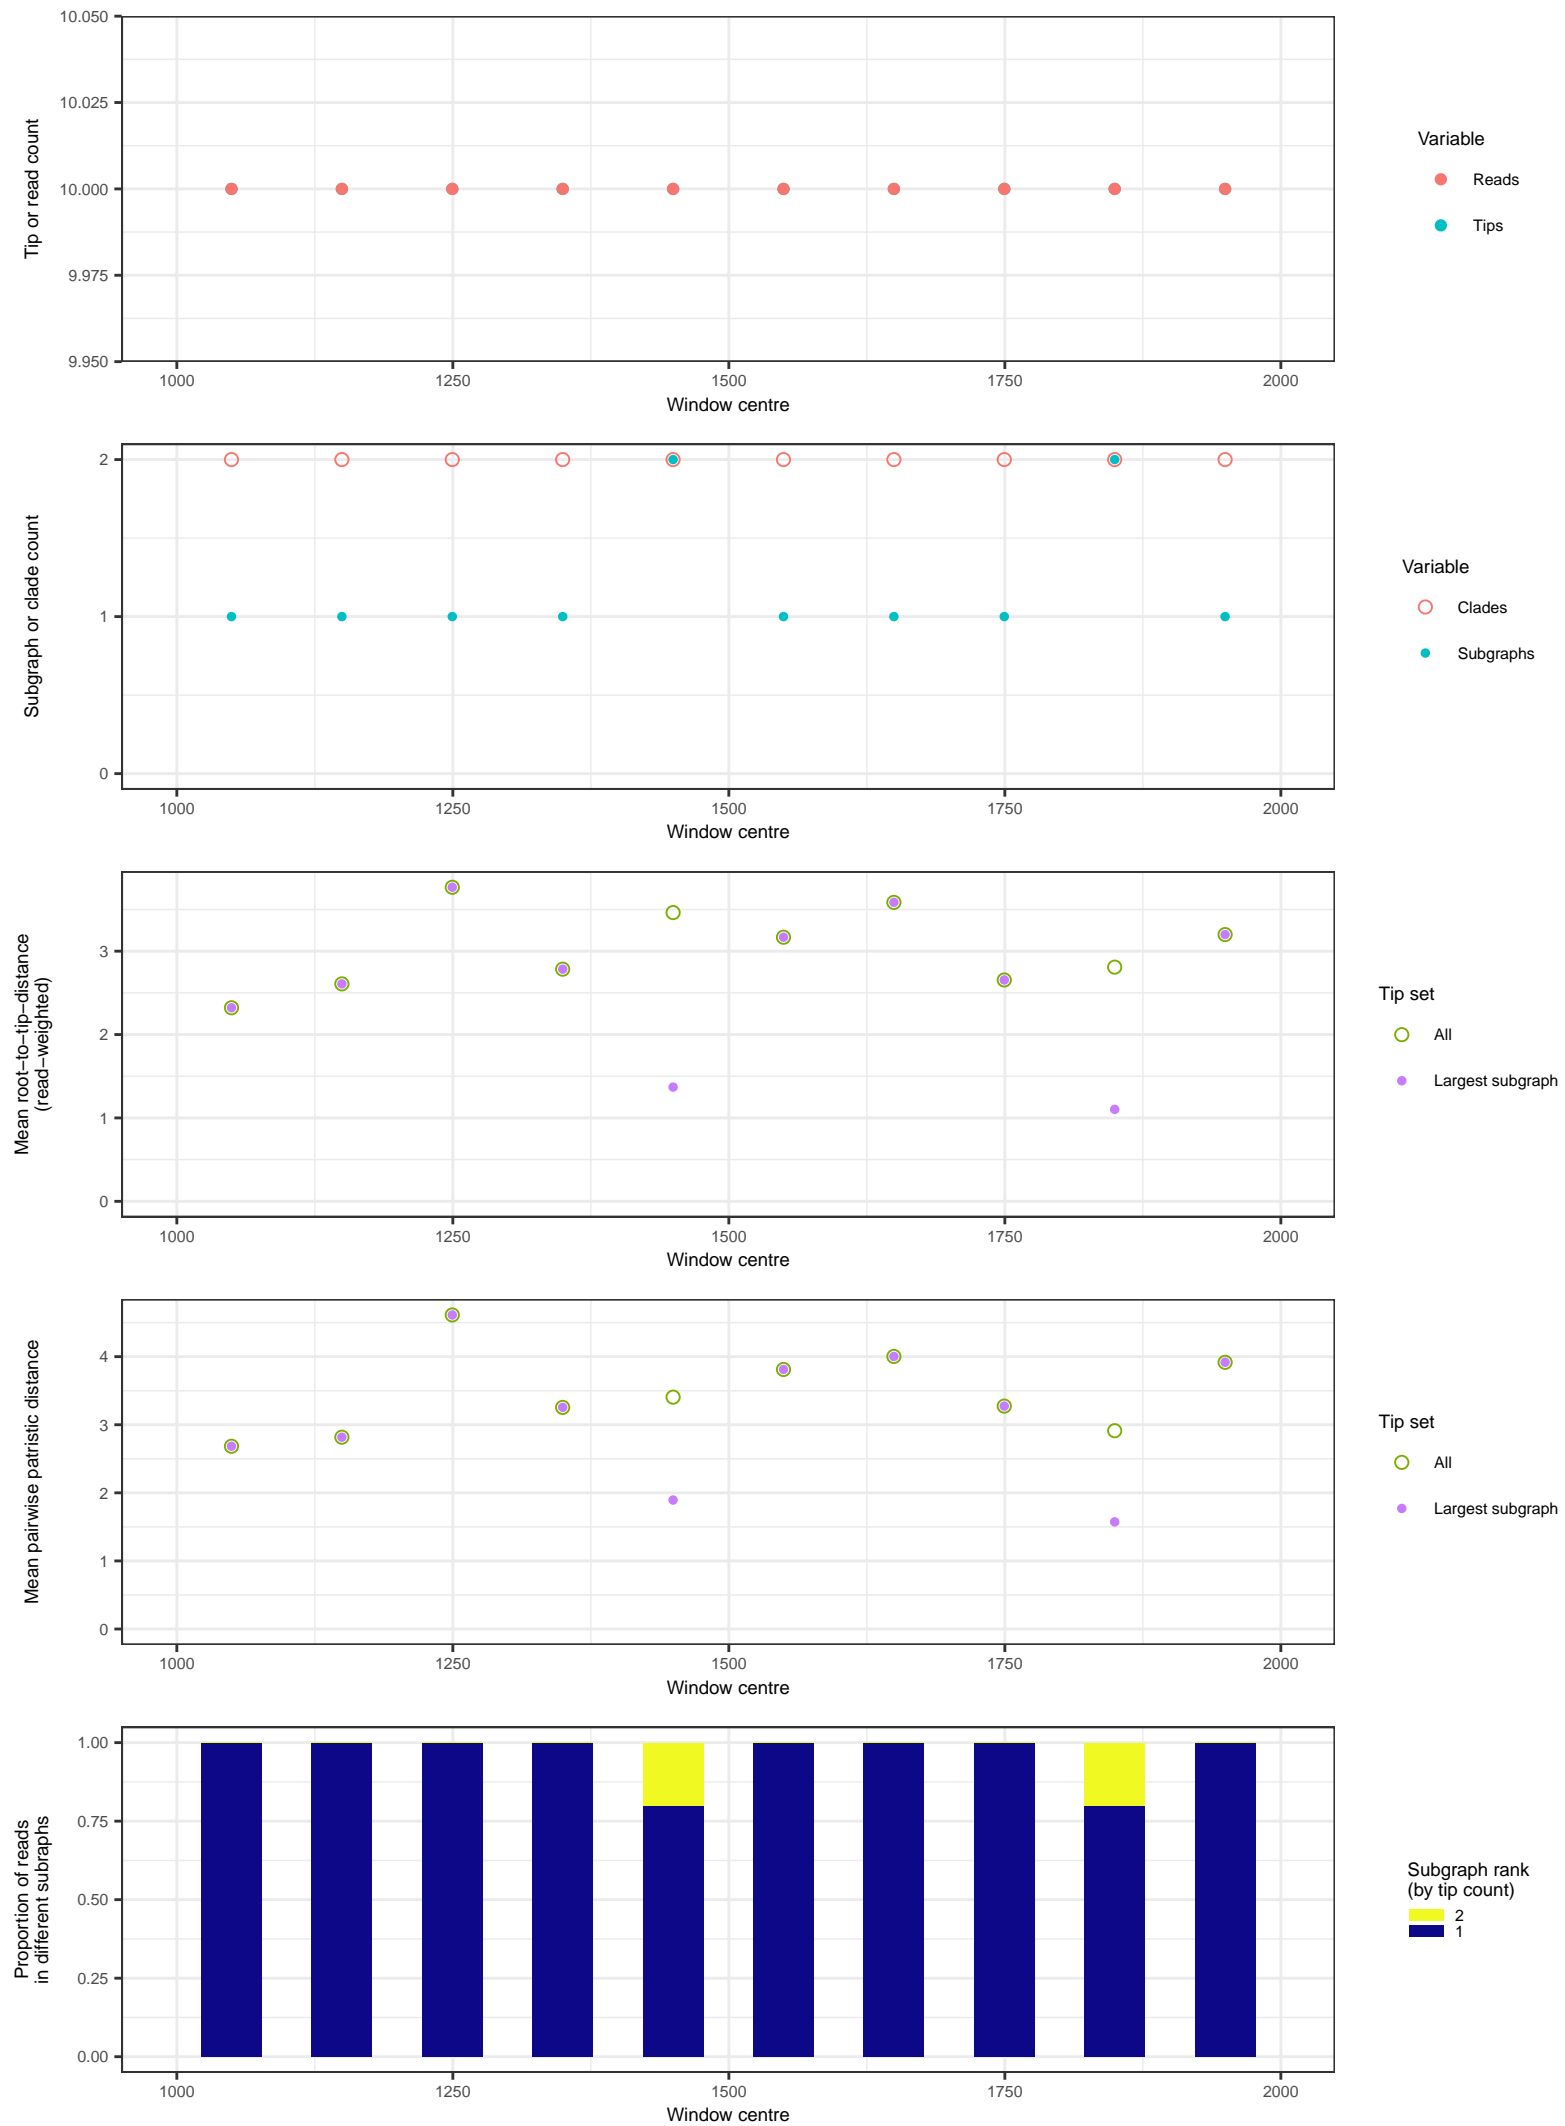 10.050
10.025
10.000
9.975
9.950
Tip or read count
1000 1250 1500 1750 2000
Window centre
Variable
Reads
Tips
2
1
0
Subgraph or clade count
1000 1250 1500 1750 2000
Window centre
Variable
Clades
Subgraphs
3
2
1
0
Mean root−to−tip−distance
(read−weighted)
1000 1250 1500 1750 2000
Window centre
Tip set
All
Largest subgraph
4
3
2
1
0
Mean pairwise patristic distance
1000 1250 1500 1750 2000
Window centre
Tip set
All
Largest subgraph
1.00
0.75
0.50
0.25
0.00
Proportion of reads
in different subraphs
1000 1250 1500 1750 2000
Window centre
Subgraph rank
(by tip count)
2
1